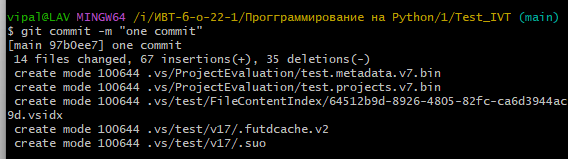 vipal@LAV MINGW64 /i/ИВТ-б-о-22-1/Прогграммирование на Python/1/Test_IVT (main)
$ git commit -m "one commit"
[main 97b0ee7] one commit
 14 files changed, 67 insertions(+), 35 deletions(-)
 create mode 100644 .vs/ProjectEvaluation/test.metadata.v7.bin
 create mode 100644 .vs/ProjectEvaluation/test.projects.v7.bin
 create mode 100644 .vs/test/FileContentIndex/64512b9d-8926-4805-82fc-ca6d3944ac
9d.vsidx
 create mode 100644 .vs/test/v17/.futdcache.v2
 create mode 100644 .vs/test/v17/.suo